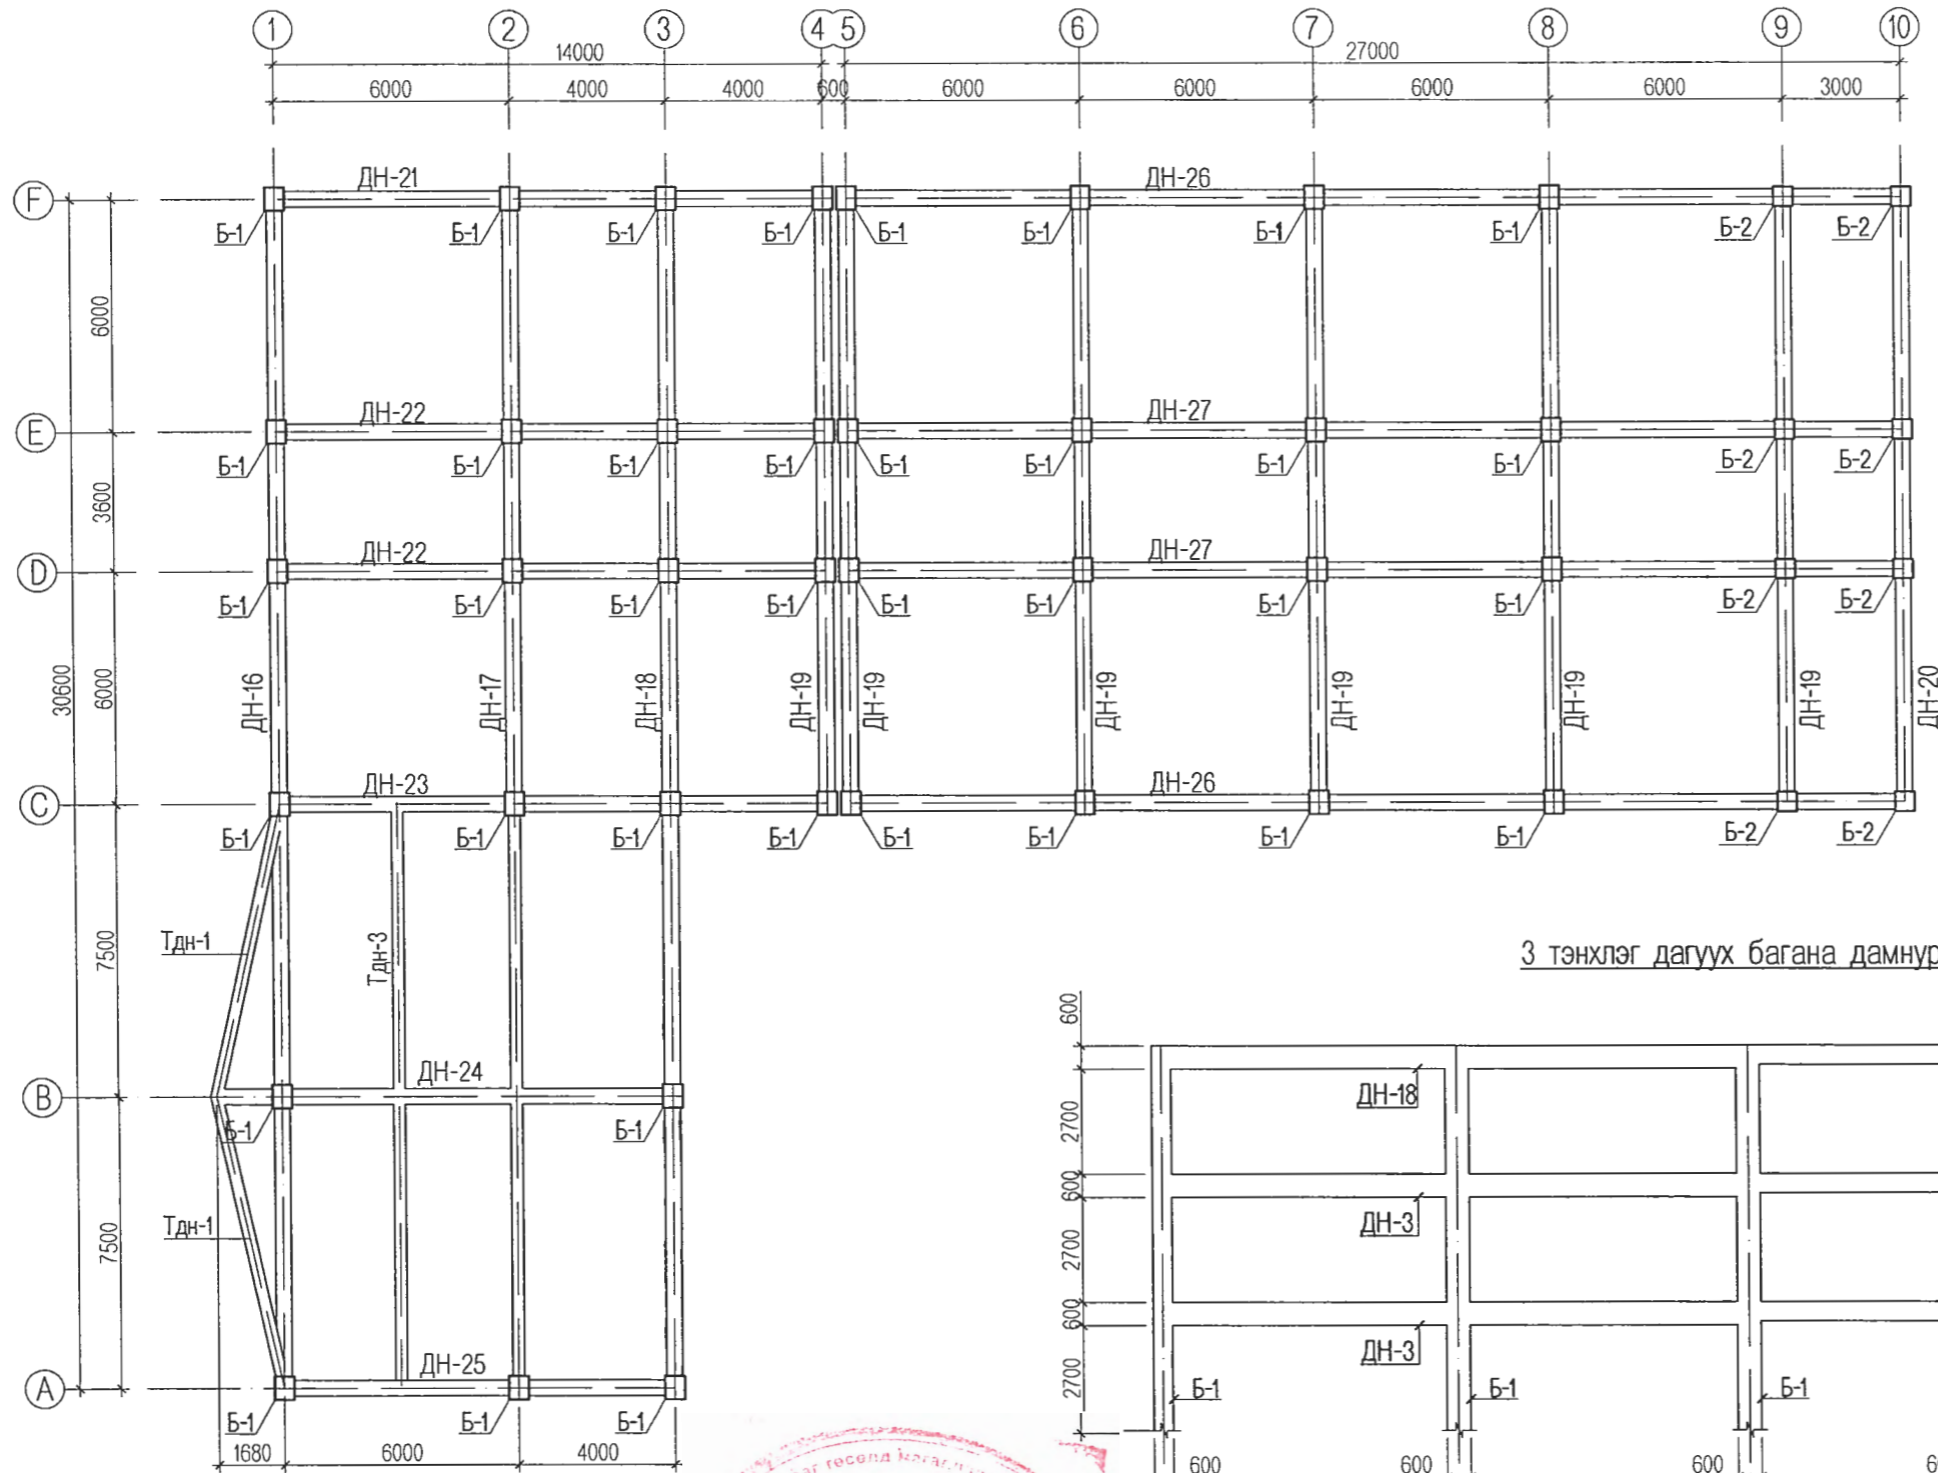 1 2 3 4 5 6 7 8 9 10
14000 27000
6000 4000 4000 600 6000 6000 6000 6000 3000
ДН-21 ДН-26
F
Б-1 Б-1 Б-1 Б-1 Б-1 Б-1 Б-1 Б-1 Б-2 Б-2
6000
ДН-22 ДН-27
E
Б-1 Б-1 Б-1 Б-1 Б-1 Б-1 Б-1 Б-1 Б-2 Б-2
3600
ДН-22 ДН-27
D
Б-1 Б-1 Б-1 Б-1 Б-1 Б-1 Б-1 Б-1 Б-2 Б-2
30600 6000 ДН-16 ДН-17 ДН-18 ДН-19 ДН-19 ДН-19 ДН-19 ДН-19 ДН-19 ДН-20
ДН-23 ДН-26
C
Б-1 Б-1 Б-1 Б-1 Б-1 Б-1 Б-1 Б-1 Б-2 Б-2
7500 Тдн-1 Тдн-3
ДН-24
B
Б-1 Б-1
7500 Тдн-1
ДН-25
A
Б-1 Б-1 Б-1
1680 6000 4000
3 тэнхлэг дагуух багана дамнур
600
ДН-18
2700
600
ДН-3
2700
600
ДН-3
2700
Б-1 Б-1 Б-1
600 600 600